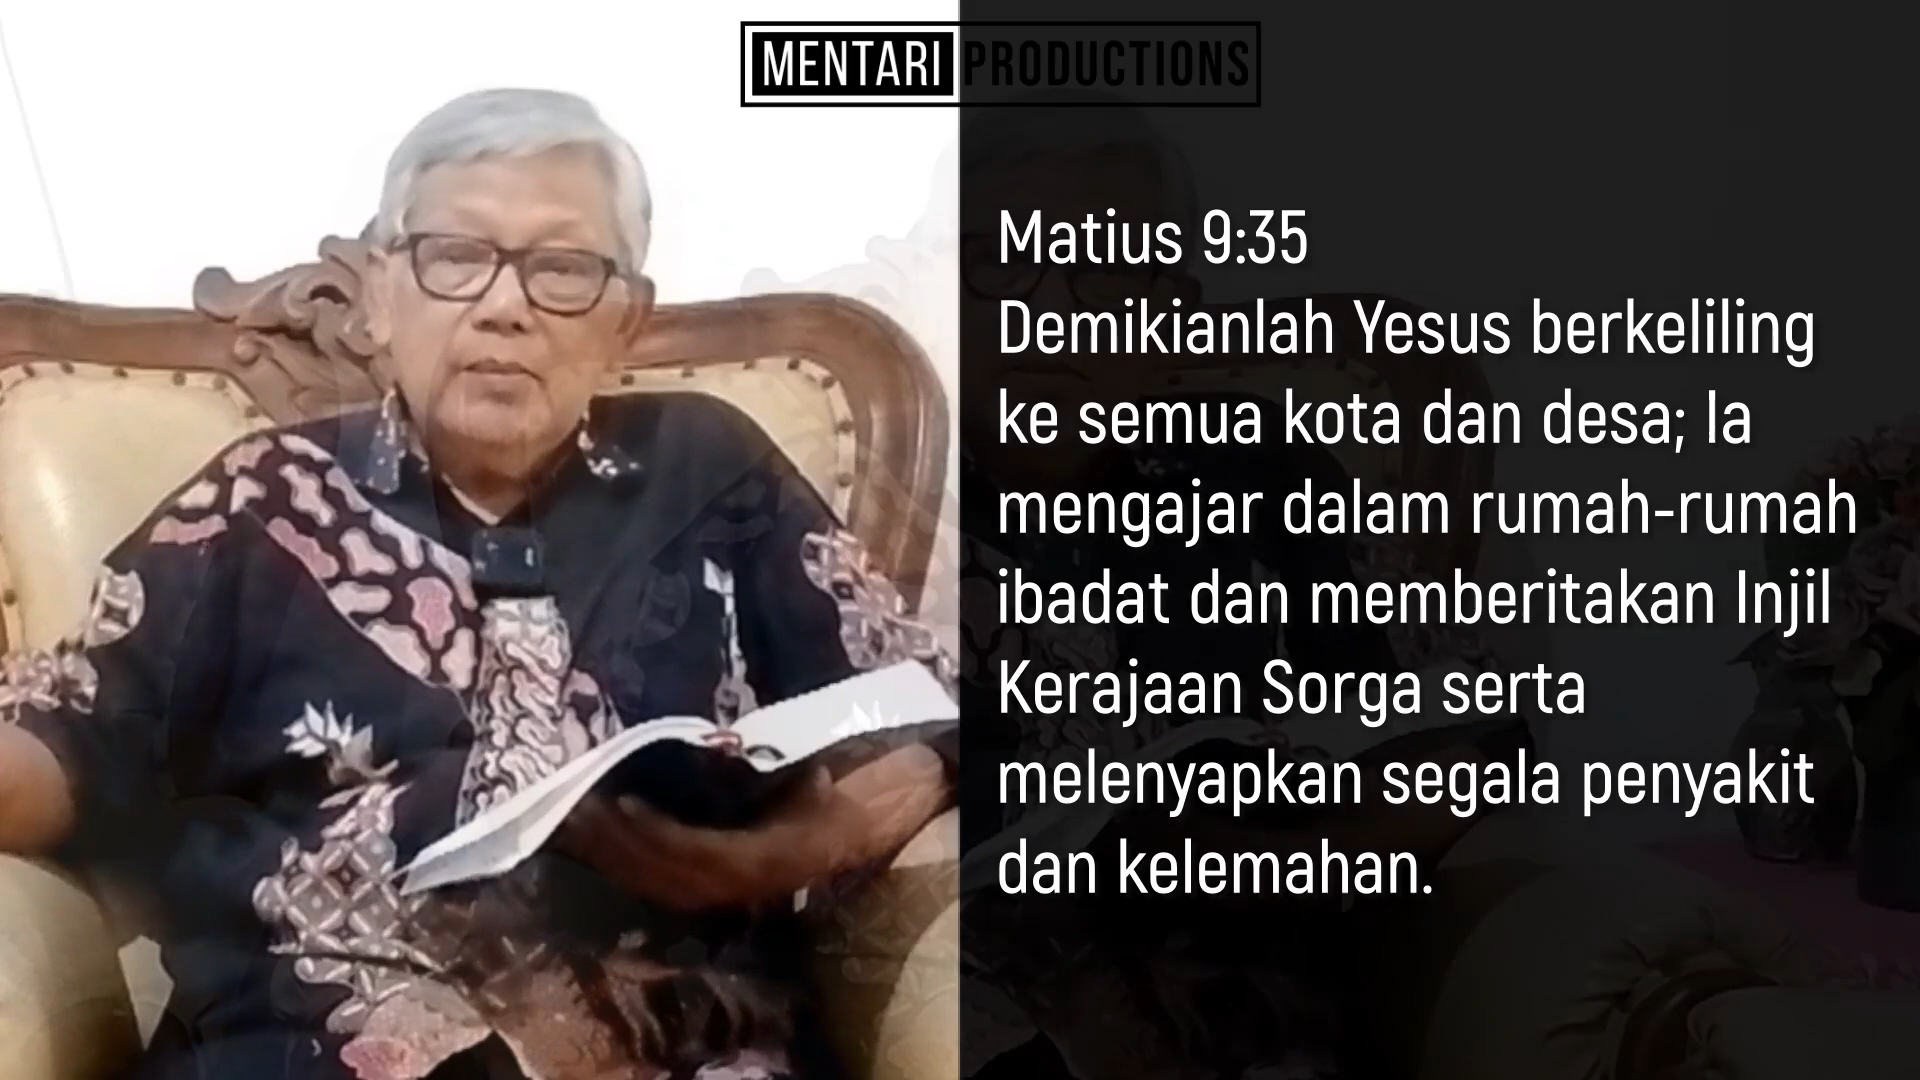 MENTARI PRODUCTIONS
Matius 9:35
Demikianlah Yesus berkeliling
ke semua kota dan desa; Ia
mengajar dalam rumah-rumah
ibadat dan memberitakan Injil
Kerajaan Sorga serta
melenyapkan segala penyakit
dan kelemahan.